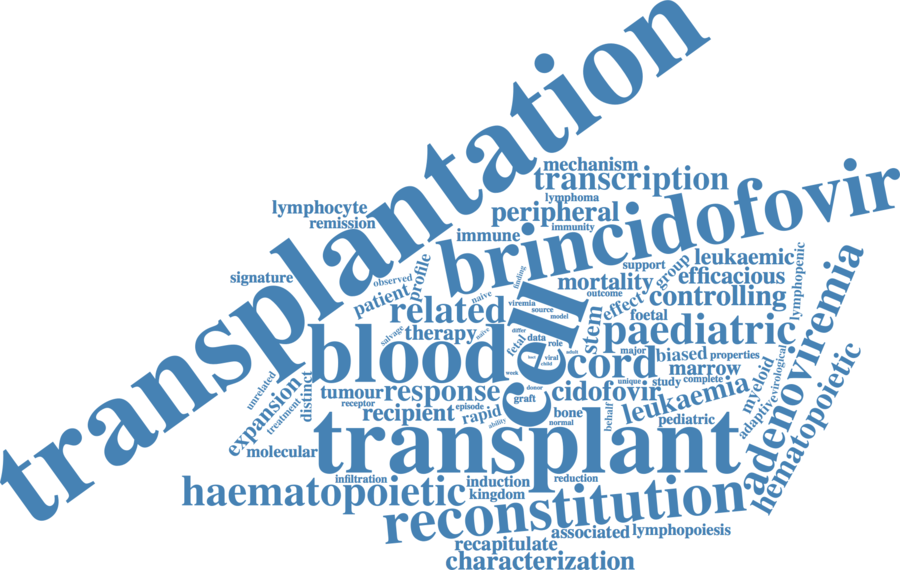 transplantation
mechanism
transcription
lymphoma
lymphocyte
remission
peripheral
immunity
immune
brincidofovir
signature
observed
profile
patient
naive
finding
support
group
leukaemic
mortality
efficacious
outcome
effect
controlling
lymphopenic
related
viremia
source
model
foetal
stem
paediatric
salvage
therapy
naive
differ
data
fetal
role
blood
cell
viral
child
adult
cord
major
biased
properties
marrow
unrelated
treatment
expansion
distinct
week
tumour
response
donor
graft
cidofovir
unique
study
complete
leukaemia
myeloid
virological
adaptive
adenoviremia
hematopoietic
receptor
recipient
episode
rapid
ability
bone
normal
behalf
pediatric
molecular
transplant
infiltration
induction
reduction
haematopoietic
kingdom
reconstitution
associated
lymphopoiesis
recapitulate
characterization